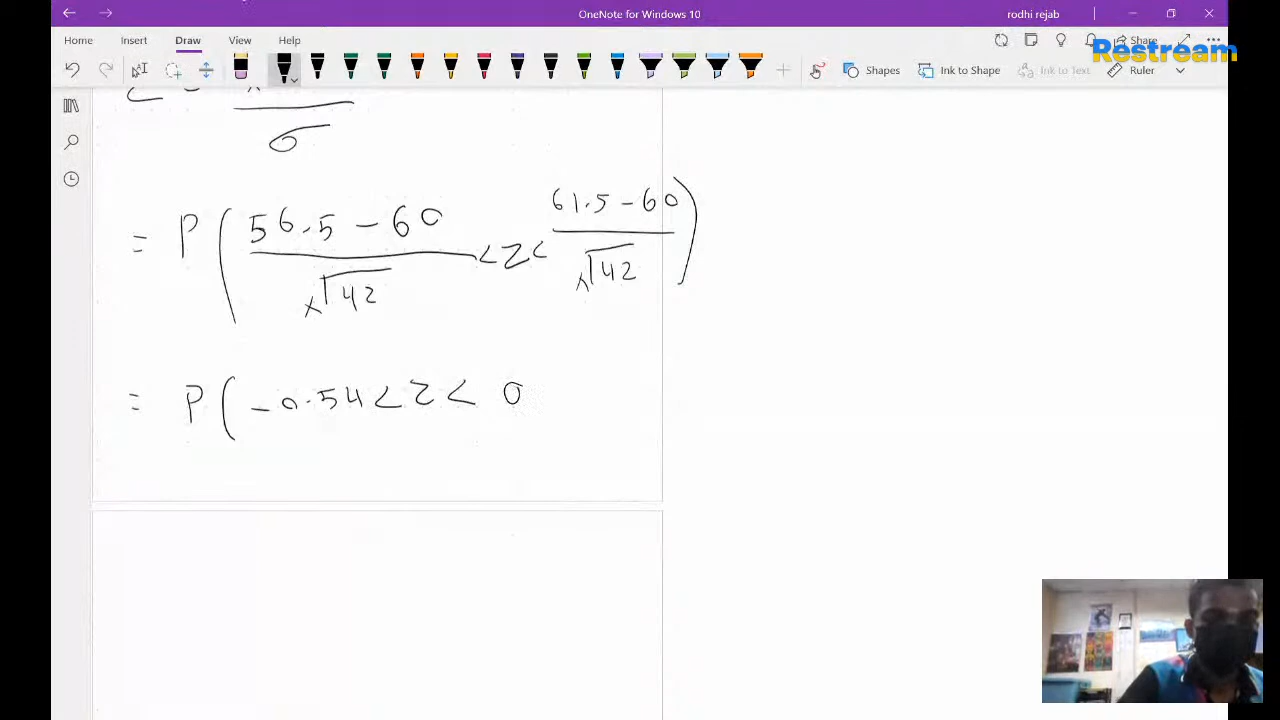 OneNote for Windows 10
rodhi rejab
Home Insert Draw View Help
Share
Restream
Shapes
Ink to Shape
Ink to Text
Ruler
σ
= P( 56.5 - 60 / √42 < z < 61.5 - 60 / √42 )
= P( -0.54 < z < 0